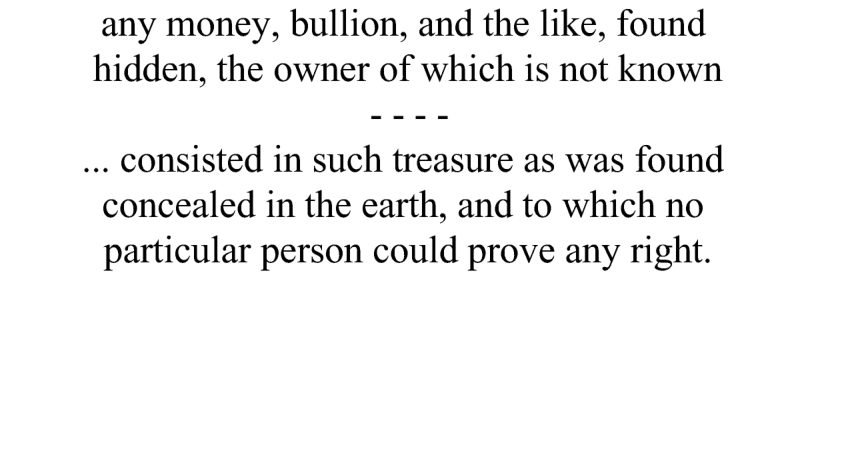 any money, bullion, and the like, found
hidden, the owner of which is not known
- - - -
... consisted in such treasure as was found
concealed in the earth, and to which no
particular person could prove any right.